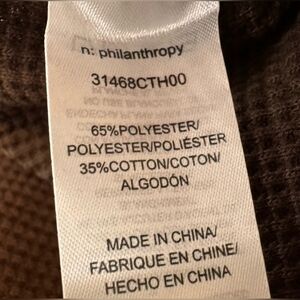 n: philanthropy
31468CTH00
65%POLYESTER/
POLYESTER/POLIÉSTER
35%COTTON/COTON/
ALGODÓN
MADE IN CHINA/
FABRIQUE EN CHINE/
HECHO EN CHINA